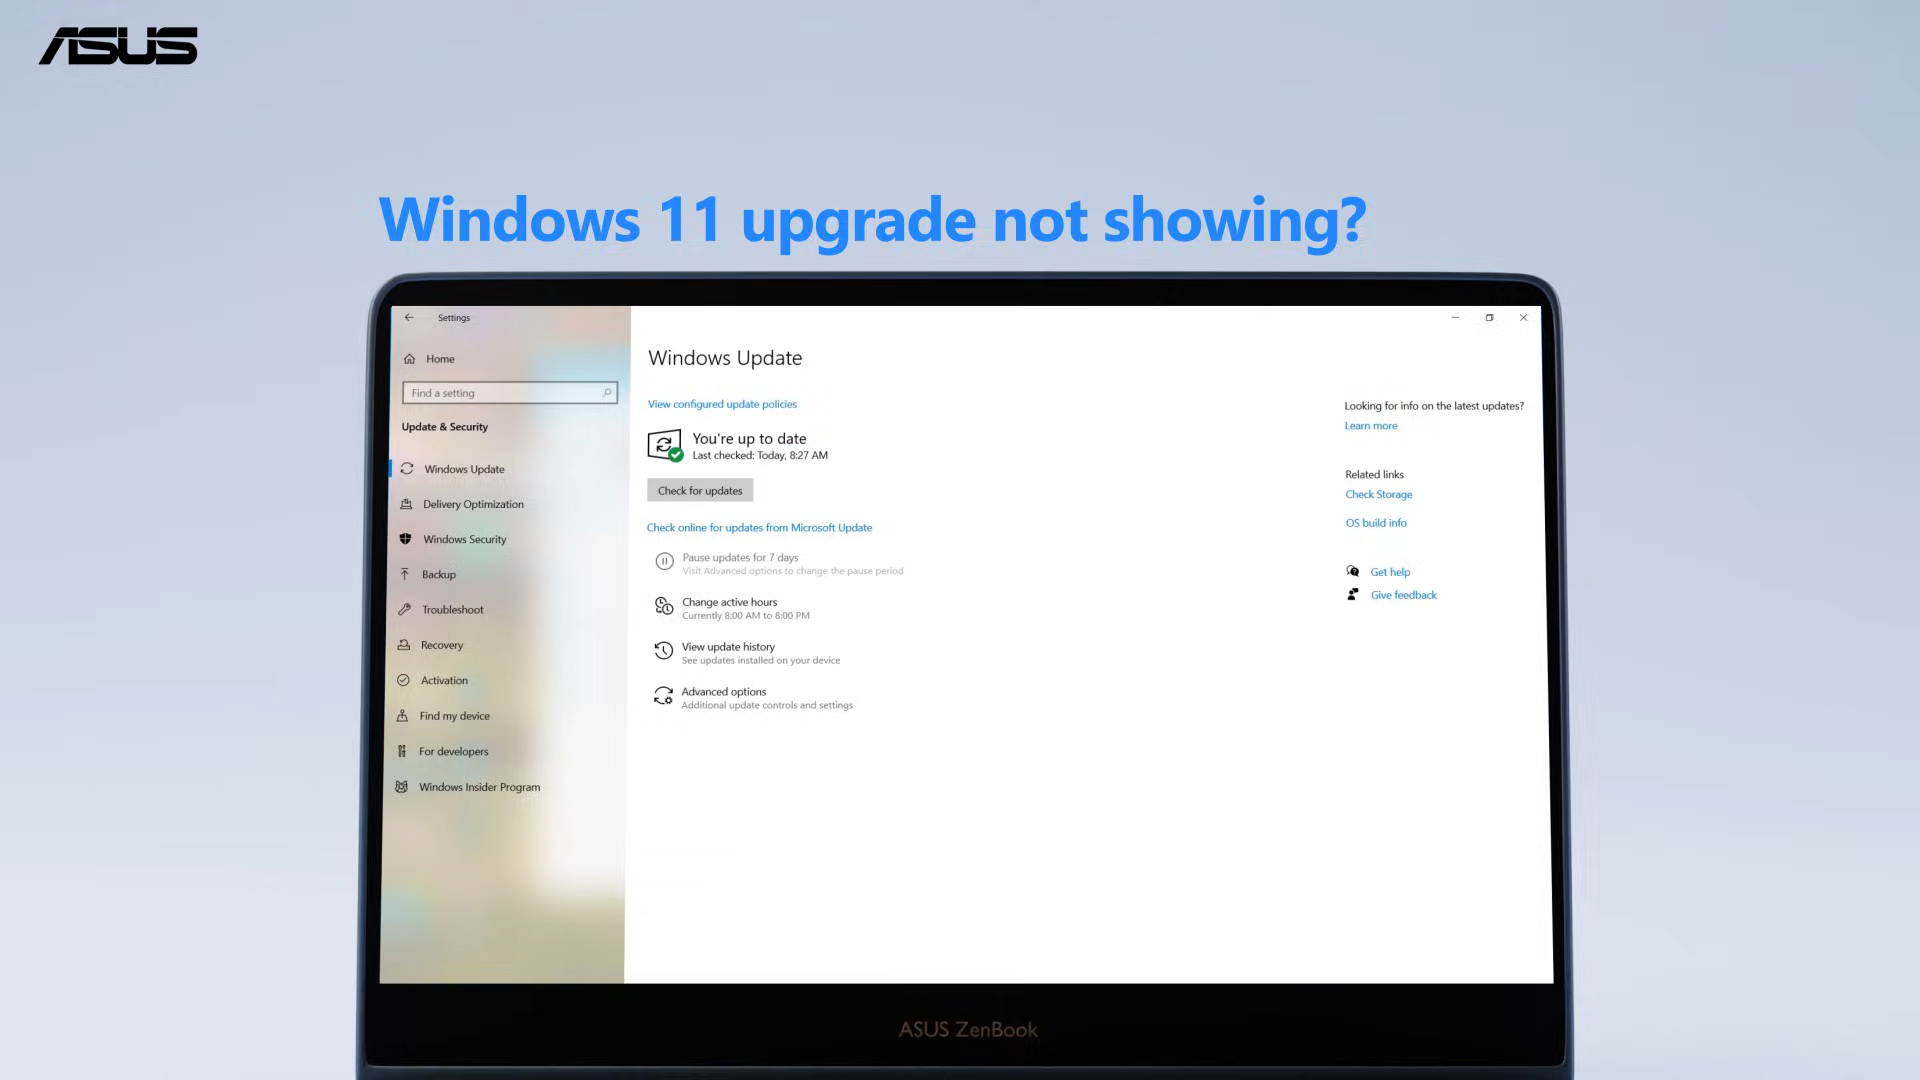 ASUS
Windows 11 upgrade not showing?
Settings
Home
Find a setting
Update & Security
Windows Update
Delivery Optimization
Windows Security
Backup
Troubleshoot
Recovery
Activation
Find my device
For developers
Windows Insider Program
Windows Update
View configured update policies
You're up to date
Last checked: Today, 8:27 AM
Check for updates
Check online for updates from Microsoft Update
Pause updates for 7 days
Visit Advanced options to change the pause period
Change active hours
Currently 8:00 AM to 8:00 PM
View update history
See updates installed on your device
Advanced options
Additional update controls and settings
Looking for info on the latest updates?
Learn more
Related links
Check Storage
OS build info
Get help
Give feedback
ASUS ZenBook